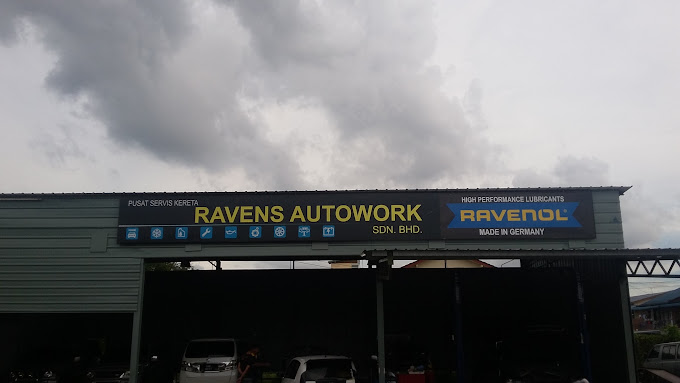 PUSAT SERVIS KERETA
RAVENS AUTOWORK
SDN. BHD.
HIGH PERFORMANCE LUBRICANTS
RAVENOL
MADE IN GERMANY